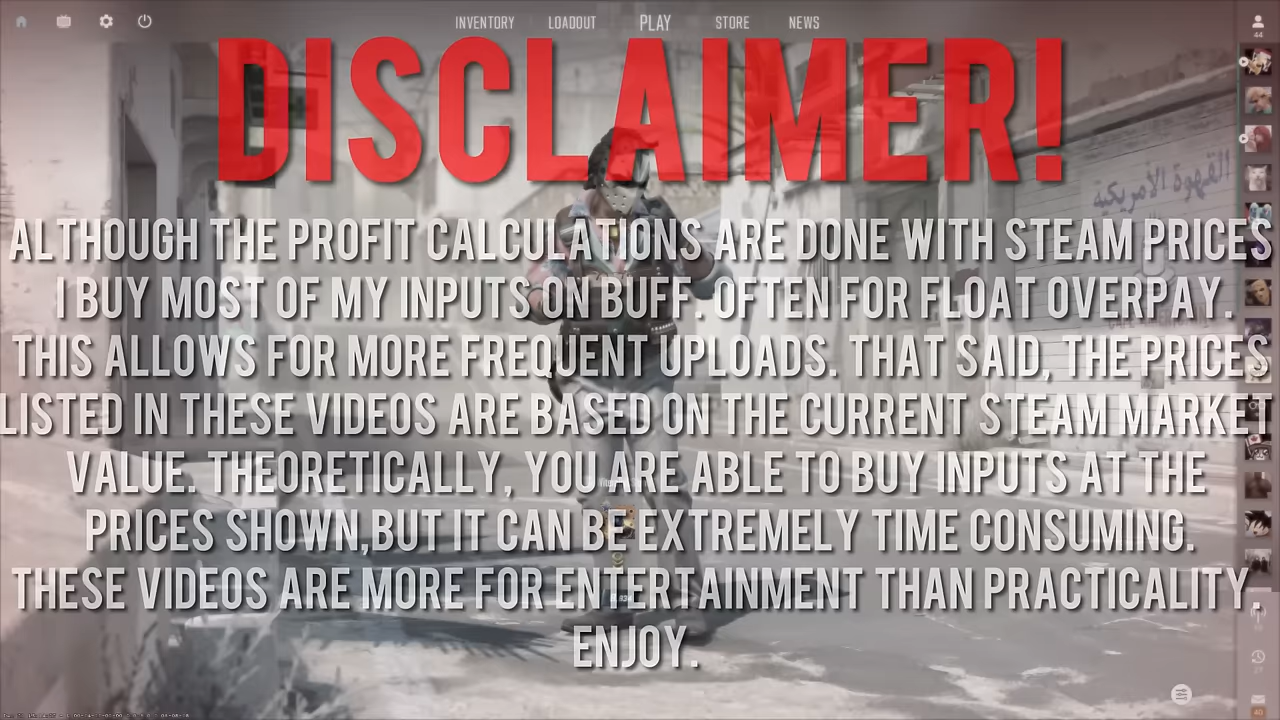 INVENTORY LOADOUT PLAY STORE NEWS
44
DISCLAIMER!
القهوة الأمريكية
ALTHOUGH THE PROFIT CALCULATIONS ARE DONE WITH STEAM PRICES
I BUY MOST OF MY INPUTS ON BUFF. OFTEN FOR FLOAT OVERPAY.
THIS ALLOWS FOR MORE FREQUENT UPLOADS. THAT SAID, THE PRICES
LISTED IN THESE VIDEOS ARE BASED ON THE CURRENT STEAM MARKET
VALUE. THEORETICALLY, YOU ARE ABLE TO BUY INPUTS AT THE
PRICES SHOWN,BUT IT CAN BE EXTREMELY TIME CONSUMING.
THESE VIDEOS ARE MORE FOR ENTERTAINMENT THAN PRACTICALITY.
ENJOY.